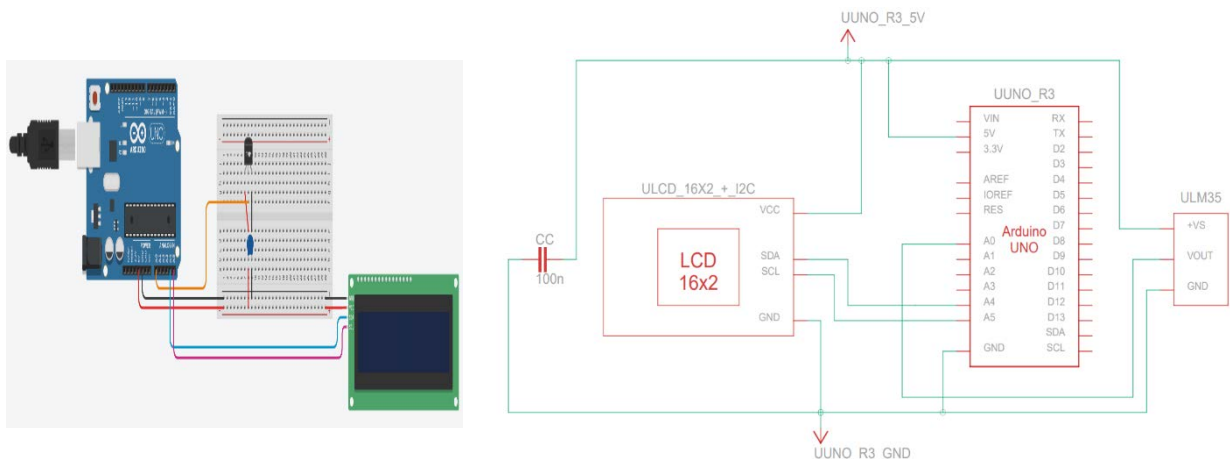 UUNO_R3_5V
UUNO_R3
VIN
5V
3.3V
AREF
IOREF
RES
A0
A1
A2
A3
A4
A5
GND
Arduino
UNO
RX
TX
D2
D3
D4
D5
D6
D7
D8
D9
D10
D11
D12
D13
SDA
SCL
ULCD_16X2_+_I2C
VCC
SDA
SCL
GND
LCD
16x2
CC
100n
ULM35
+VS
VOUT
GND
UUNO_R3_GND
UNO
ARDUINO